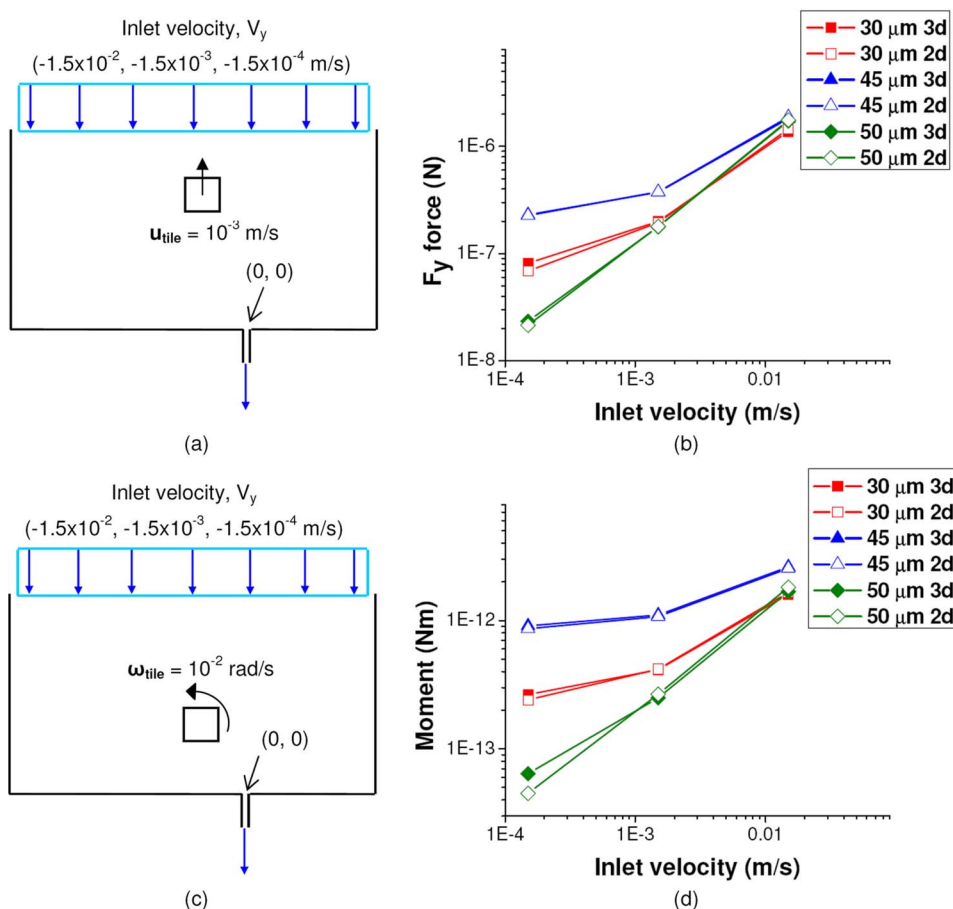 Inlet velocity, Vy
(-1.5x10-2, -1.5x10-3, -1.5x10-4 m/s)
utile = 10-3 m/s
(0, 0)
(a)
30 μm 3d
30 μm 2d
45 μm 3d
45 μm 2d
50 μm 3d
50 μm 2d
Fy force (N)
1E-6
1E-7
1E-8
1E-4
1E-3
0.01
Inlet velocity (m/s)
(b)
Inlet velocity, Vy
(-1.5x10-2, -1.5x10-3, -1.5x10-4 m/s)
ωtile = 10-2 rad/s
(0, 0)
(c)
30 μm 3d
30 μm 2d
45 μm 3d
45 μm 2d
50 μm 3d
50 μm 2d
Moment (Nm)
1E-12
1E-13
1E-4
1E-3
0.01
Inlet velocity (m/s)
(d)